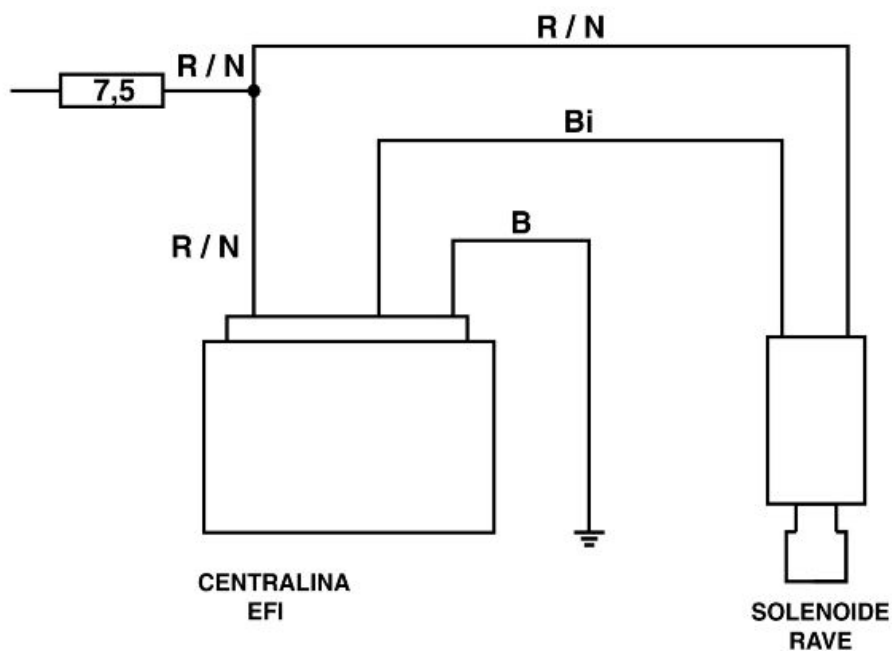 R / N
R / N
7,5
Bi
B
R / N
CENTRALINA
EFI
SOLENOIDE
RAVE